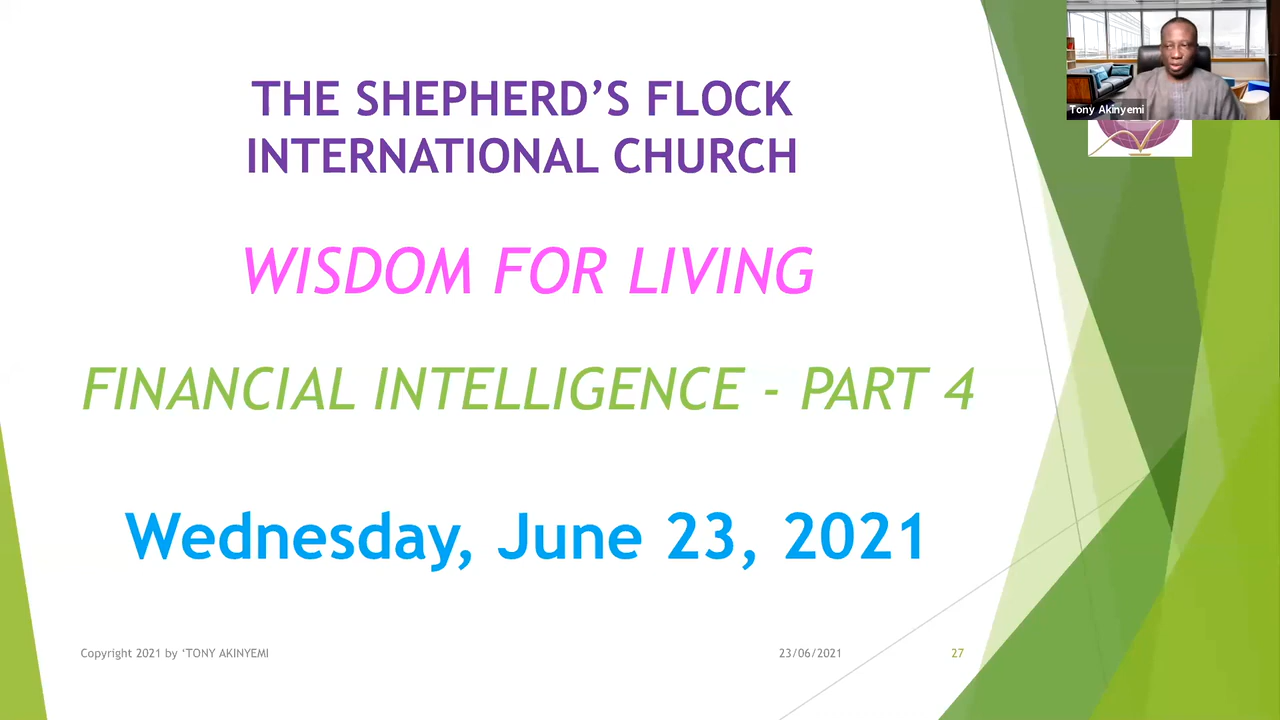 THE SHEPHERD’S FLOCK
INTERNATIONAL CHURCH
WISDOM FOR LIVING
FINANCIAL INTELLIGENCE - PART 4
Wednesday, June 23, 2021
Copyright 2021 by ‘TONY AKINYEMI
23/06/2021
27
Tony Akinyemi